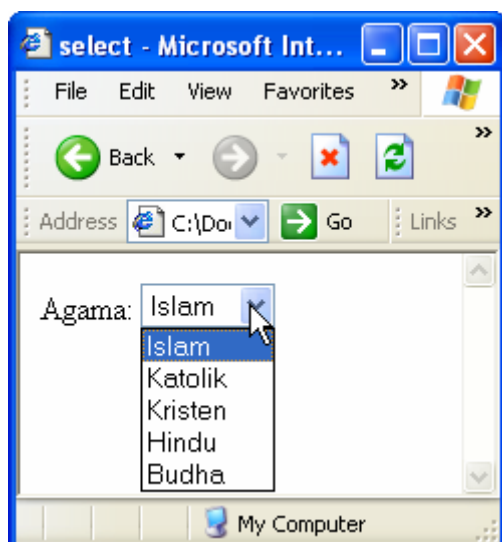 select - Microsoft Int...
File Edit View Favorites »
Back »
Address C:\Do Go Links »
Agama: Islam
Islam
Katolik
Kristen
Hindu
Budha
My Computer